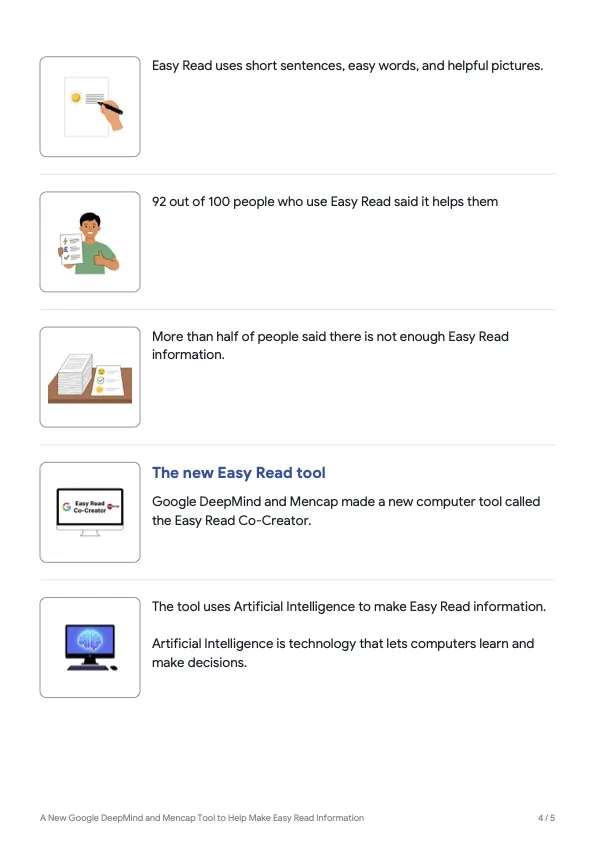 Easy Read uses short sentences, easy words, and helpful pictures.
92 out of 100 people who use Easy Read said it helps them
More than half of people said there is not enough Easy Read
information.
The new Easy Read tool
Easy Read
Co-Creator
Google DeepMind and Mencap made a new computer tool called
the Easy Read Co-Creator.
The tool uses Artificial Intelligence to make Easy Read information.
Artificial Intelligence is technology that lets computers learn and
make decisions.
A New Google DeepMind and Mencap Tool to Help Make Easy Read Information
4 / 5